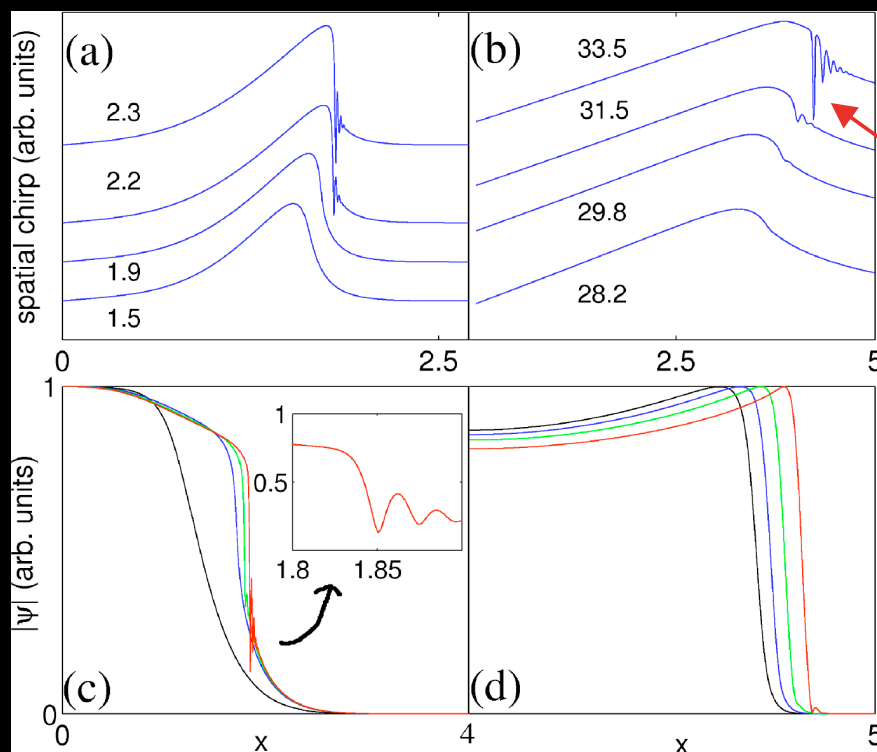 spatial chirp (arb. units)
(a)
2.3
2.2
1.9
1.5
0
2.5
(b)
33.5
31.5
29.8
28.2
2.5
5
|Ψ| (arb. units)
1
0
(c)
1
0.5
1.8
1.85
0
x
4
(d)
x
5